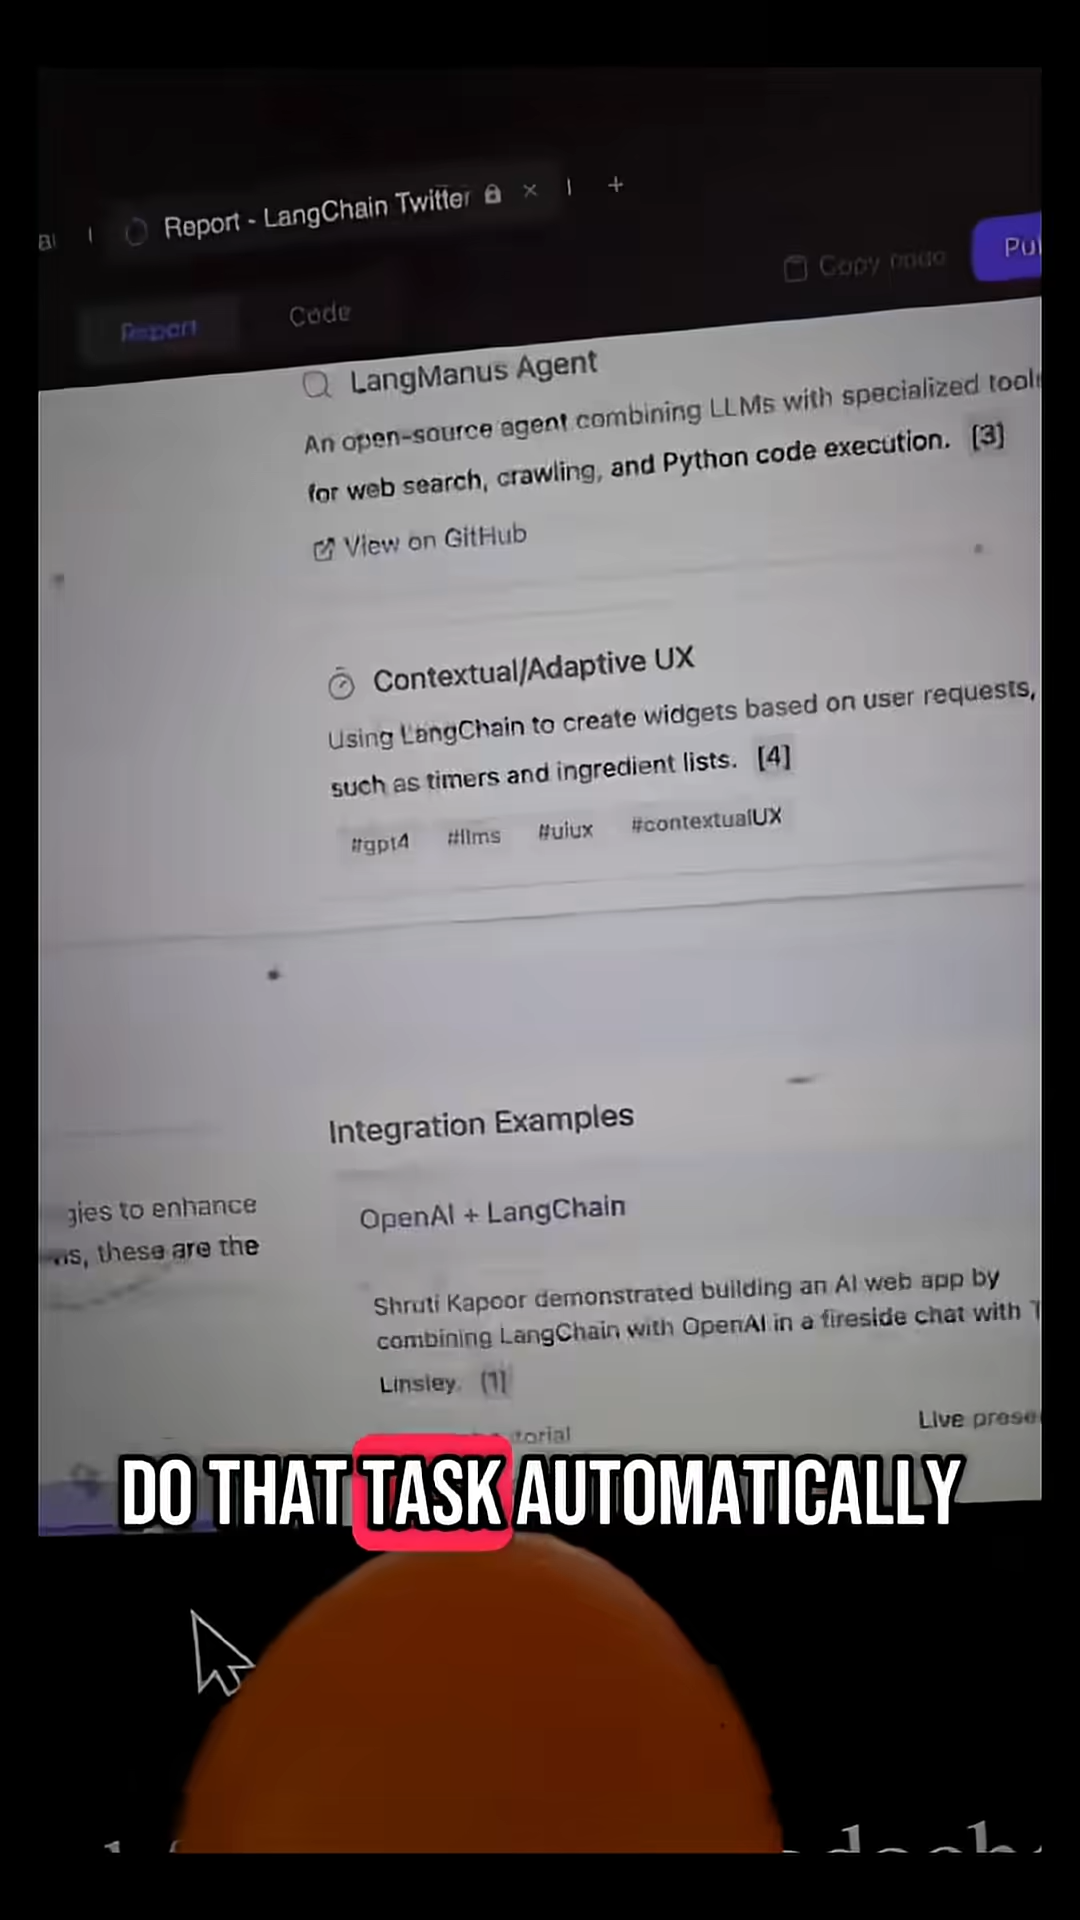 Report - LangChain Twitter
Report
Code
LangManus Agent
An open-source agent combining LLMs with specialized
for web search, crawling, and Python code execution. [3]
View on GitHub
Contextual/Adaptive UX
Using LangChain to create widgets based on user requests,
such as timers and ingredient lists. [4]
#gpt4 #llms #uiux #contextualUX
to enhance
these are the
Integration Examples
OpenAI + LangChain
Shruti Kapoor demonstrated building an AI web app by
combining LangChain with OpenAI in a fireside chat with
Linsley. [1]
Live
DO THAT TASK AUTOMATICALLY